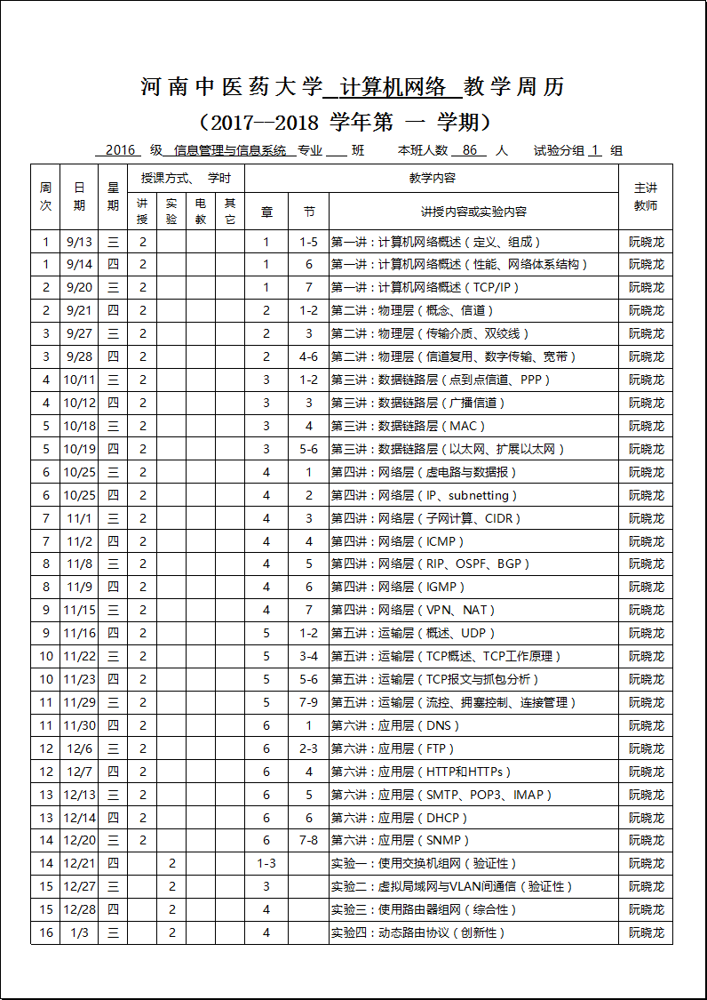 河南中医药大学 计算机网络 教学周历
（2017--2018 学年第 一 学期）
2016 级 信息管理与信息系统 专业 班 本班人数 86 人 试验分组 1 组
周次 日期 星期 授课方式、 学时 教学内容 主讲教师
讲授 实验 电教 其它 章 节 讲授内容或实验内容
1 9/13 三 2 1 1-5 第一讲：计算机网络概述（定义、组成） 阮晓龙
1 9/14 四 2 1 6 第一讲：计算机网络概述（性能、网络体系结构） 阮晓龙
2 9/20 三 2 1 7 第一讲：计算机网络概述（TCP/IP） 阮晓龙
2 9/21 四 2 2 1-2 第二讲：物理层（概念、信道） 阮晓龙
3 9/27 三 2 2 3 第二讲：物理层（传输介质、双绞线） 阮晓龙
3 9/28 四 2 2 4-6 第二讲：物理层（信道复用、数字传输、宽带） 阮晓龙
4 10/11 三 2 3 1-2 第三讲：数据链路层（点到点信道、PPP） 阮晓龙
4 10/12 四 2 3 3 第三讲：数据链路层（广播信道） 阮晓龙
5 10/18 三 2 3 4 第三讲：数据链路层（MAC） 阮晓龙
5 10/19 四 2 3 5-6 第三讲：数据链路层（以太网、扩展以太网） 阮晓龙
6 10/25 三 2 4 1 第四讲：网络层（虚电路与数据报） 阮晓龙
6 10/25 四 2 4 2 第四讲：网络层（IP、subnetting） 阮晓龙
7 11/1 三 2 4 3 第四讲：网络层（子网计算、CIDR） 阮晓龙
7 11/2 四 2 4 4 第四讲：网络层（ICMP） 阮晓龙
8 11/8 三 2 4 5 第四讲：网络层（RIP、OSPF、BGP） 阮晓龙
8 11/9 四 2 4 6 第四讲：网络层（IGMP） 阮晓龙
9 11/15 三 2 4 7 第四讲：网络层（VPN、NAT） 阮晓龙
9 11/16 四 2 5 1-2 第五讲：运输层（概述、UDP） 阮晓龙
10 11/22 三 2 5 3-4 第五讲：运输层（TCP概述、TCP工作原理） 阮晓龙
10 11/23 四 2 5 5-6 第五讲：运输层（TCP报文与抓包分析） 阮晓龙
11 11/29 三 2 5 7-9 第五讲：运输层（流控、拥塞控制、连接管理） 阮晓龙
11 11/30 四 2 6 1 第六讲：应用层（DNS） 阮晓龙
12 12/6 三 2 6 2-3 第六讲：应用层（FTP） 阮晓龙
12 12/7 四 2 6 4 第六讲：应用层（HTTP和HTTPs） 阮晓龙
13 12/13 三 2 6 5 第六讲：应用层（SMTP、POP3、IMAP） 阮晓龙
13 12/14 四 2 6 6 第六讲：应用层（DHCP） 阮晓龙
14 12/20 三 2 6 7-8 第六讲：应用层（SNMP） 阮晓龙
14 12/21 四 2 1-3 实验一：使用交换机组网（验证性） 阮晓龙
15 12/27 三 2 3 实验二：虚拟局域网与VLAN间通信（验证性） 阮晓龙
15 12/28 四 2 4 实验三：使用路由器组网（综合性） 阮晓龙
16 1/3 三 2 4 实验四：动态路由协议（创新性） 阮晓龙